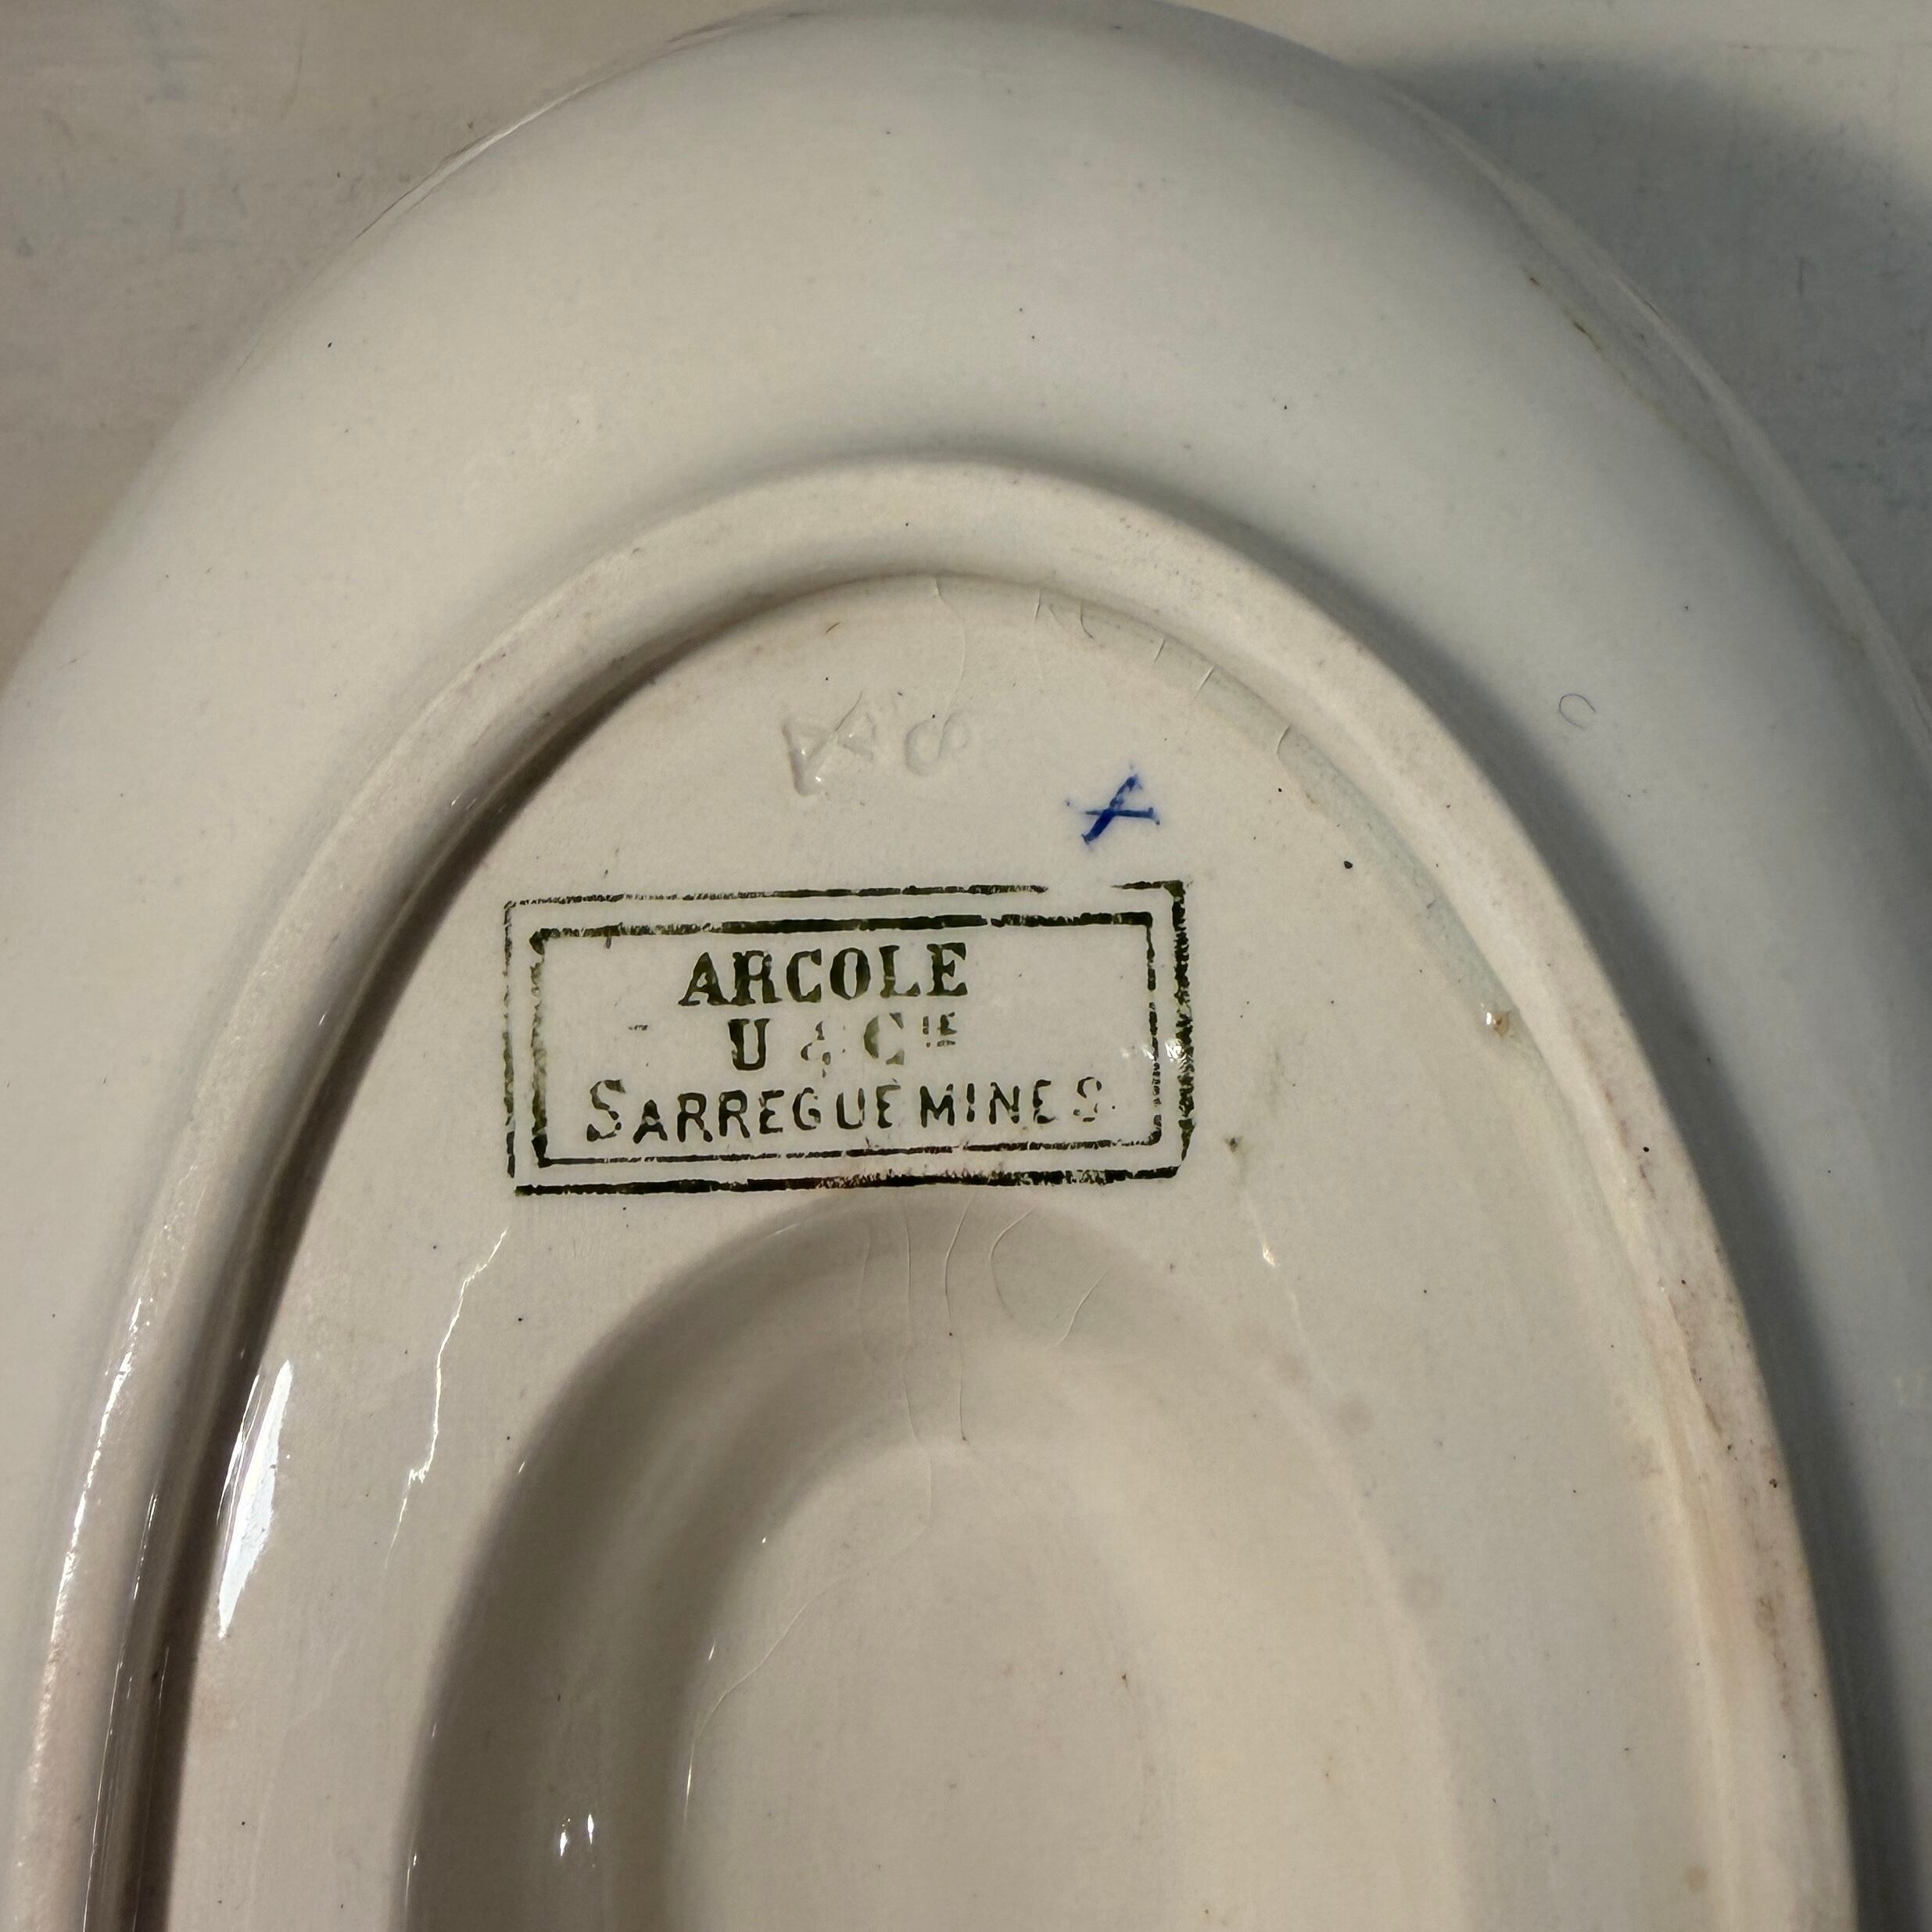 ARCOLE
U & CIE
SARREGUEMINES